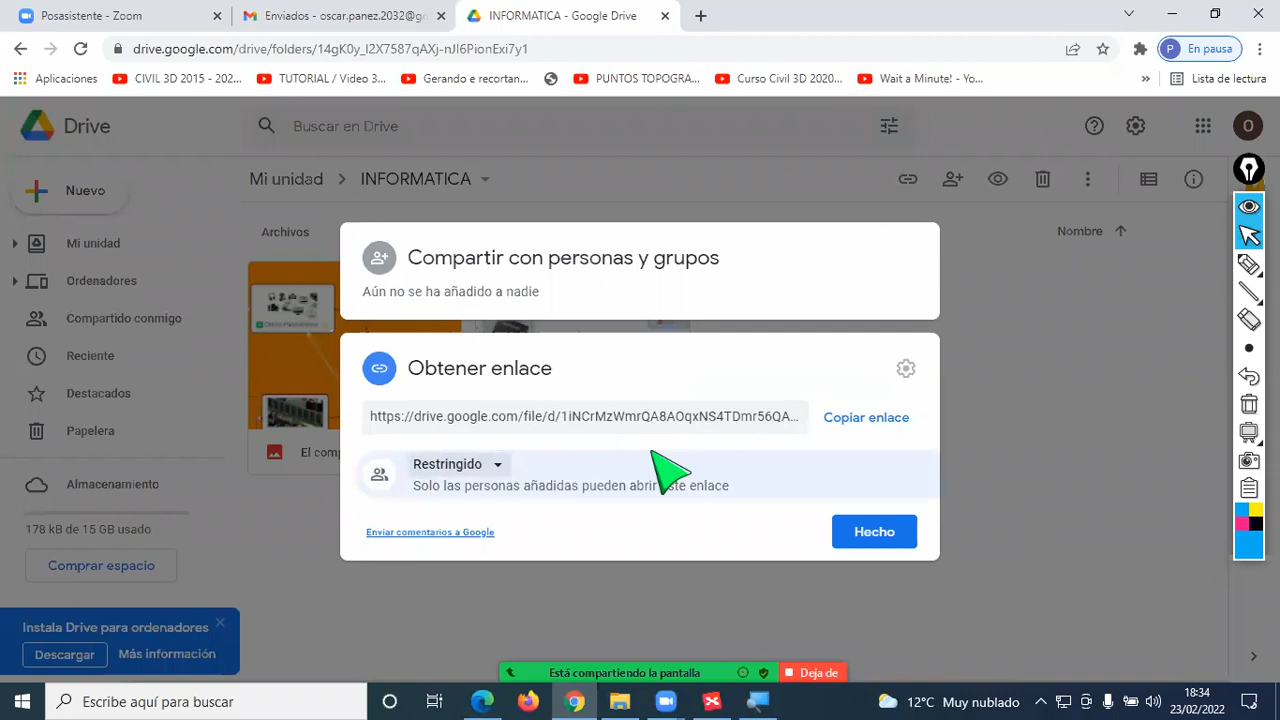 Posasistente - Zoom
Enviados - oscar.panez.2032@gm
INFORMATICA - Google Drive
drive.google.com/drive/folders/14gK0y_I2X7587qAXj-nJI6PionExi7y1
P
En pausa
Aplicaciones
CIVIL 3D 2015 - 202...
TUTORIAL / Video 3...
Gerando e recortan...
PUNTOS TOPOGRA...
Curso Civil 3D 2020...
Wait a Minute! - Yo...
»
Lista de lectura
Drive
Buscar en Drive
O
Nuevo
Mi unidad
INFORMATICA
Archivos
Nombre
Mi unidad
Ordenadores
Compartido conmigo
Reciente
Destacados
Papelera
Almacenamiento
178 kB de 15 GB usado
Comprar espacio
El comp
Compartir con personas y grupos
Aún no se ha añadido a nadie
Obtener enlace
https://drive.google.com/file/d/1iNCrMzWmrQA8AOqxNS4TDmr56QA...
Copiar enlace
Restringido
Solo las personas añadidas pueden abrir este enlace
Enviar comentarios a Google
Hecho
Instala Drive para ordenadores
Descargar
Más información
Está compartiendo la pantalla
Deja de
Escribe aquí para buscar
12°C Muy nublado
18:34
23/02/2022